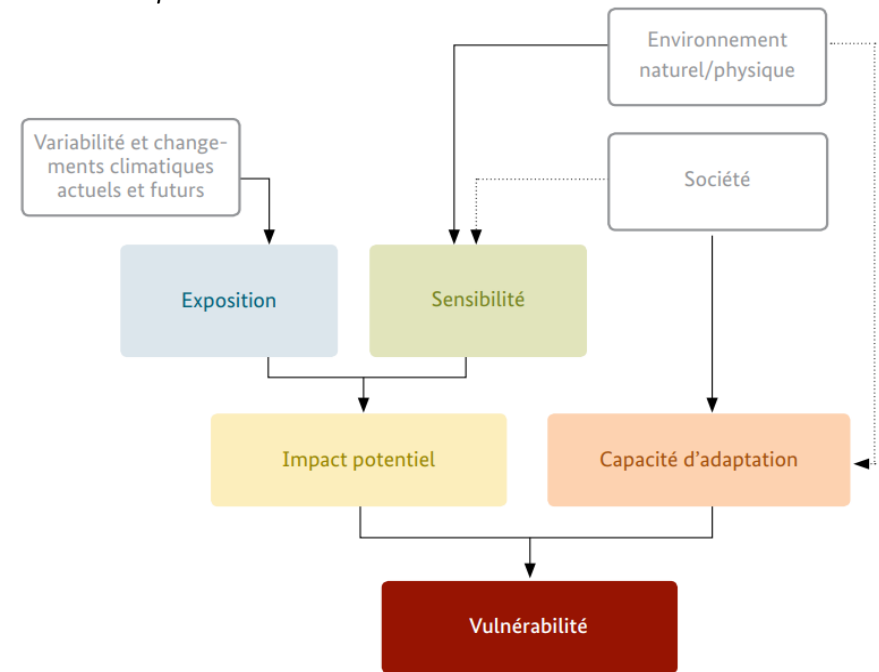 Environnement
naturel/physique
Variabilité et change-
ments climatiques
actuels et futurs
Société
Exposition
Sensibilité
Impact potentiel
Capacité d’adaptation
Vulnérabilité